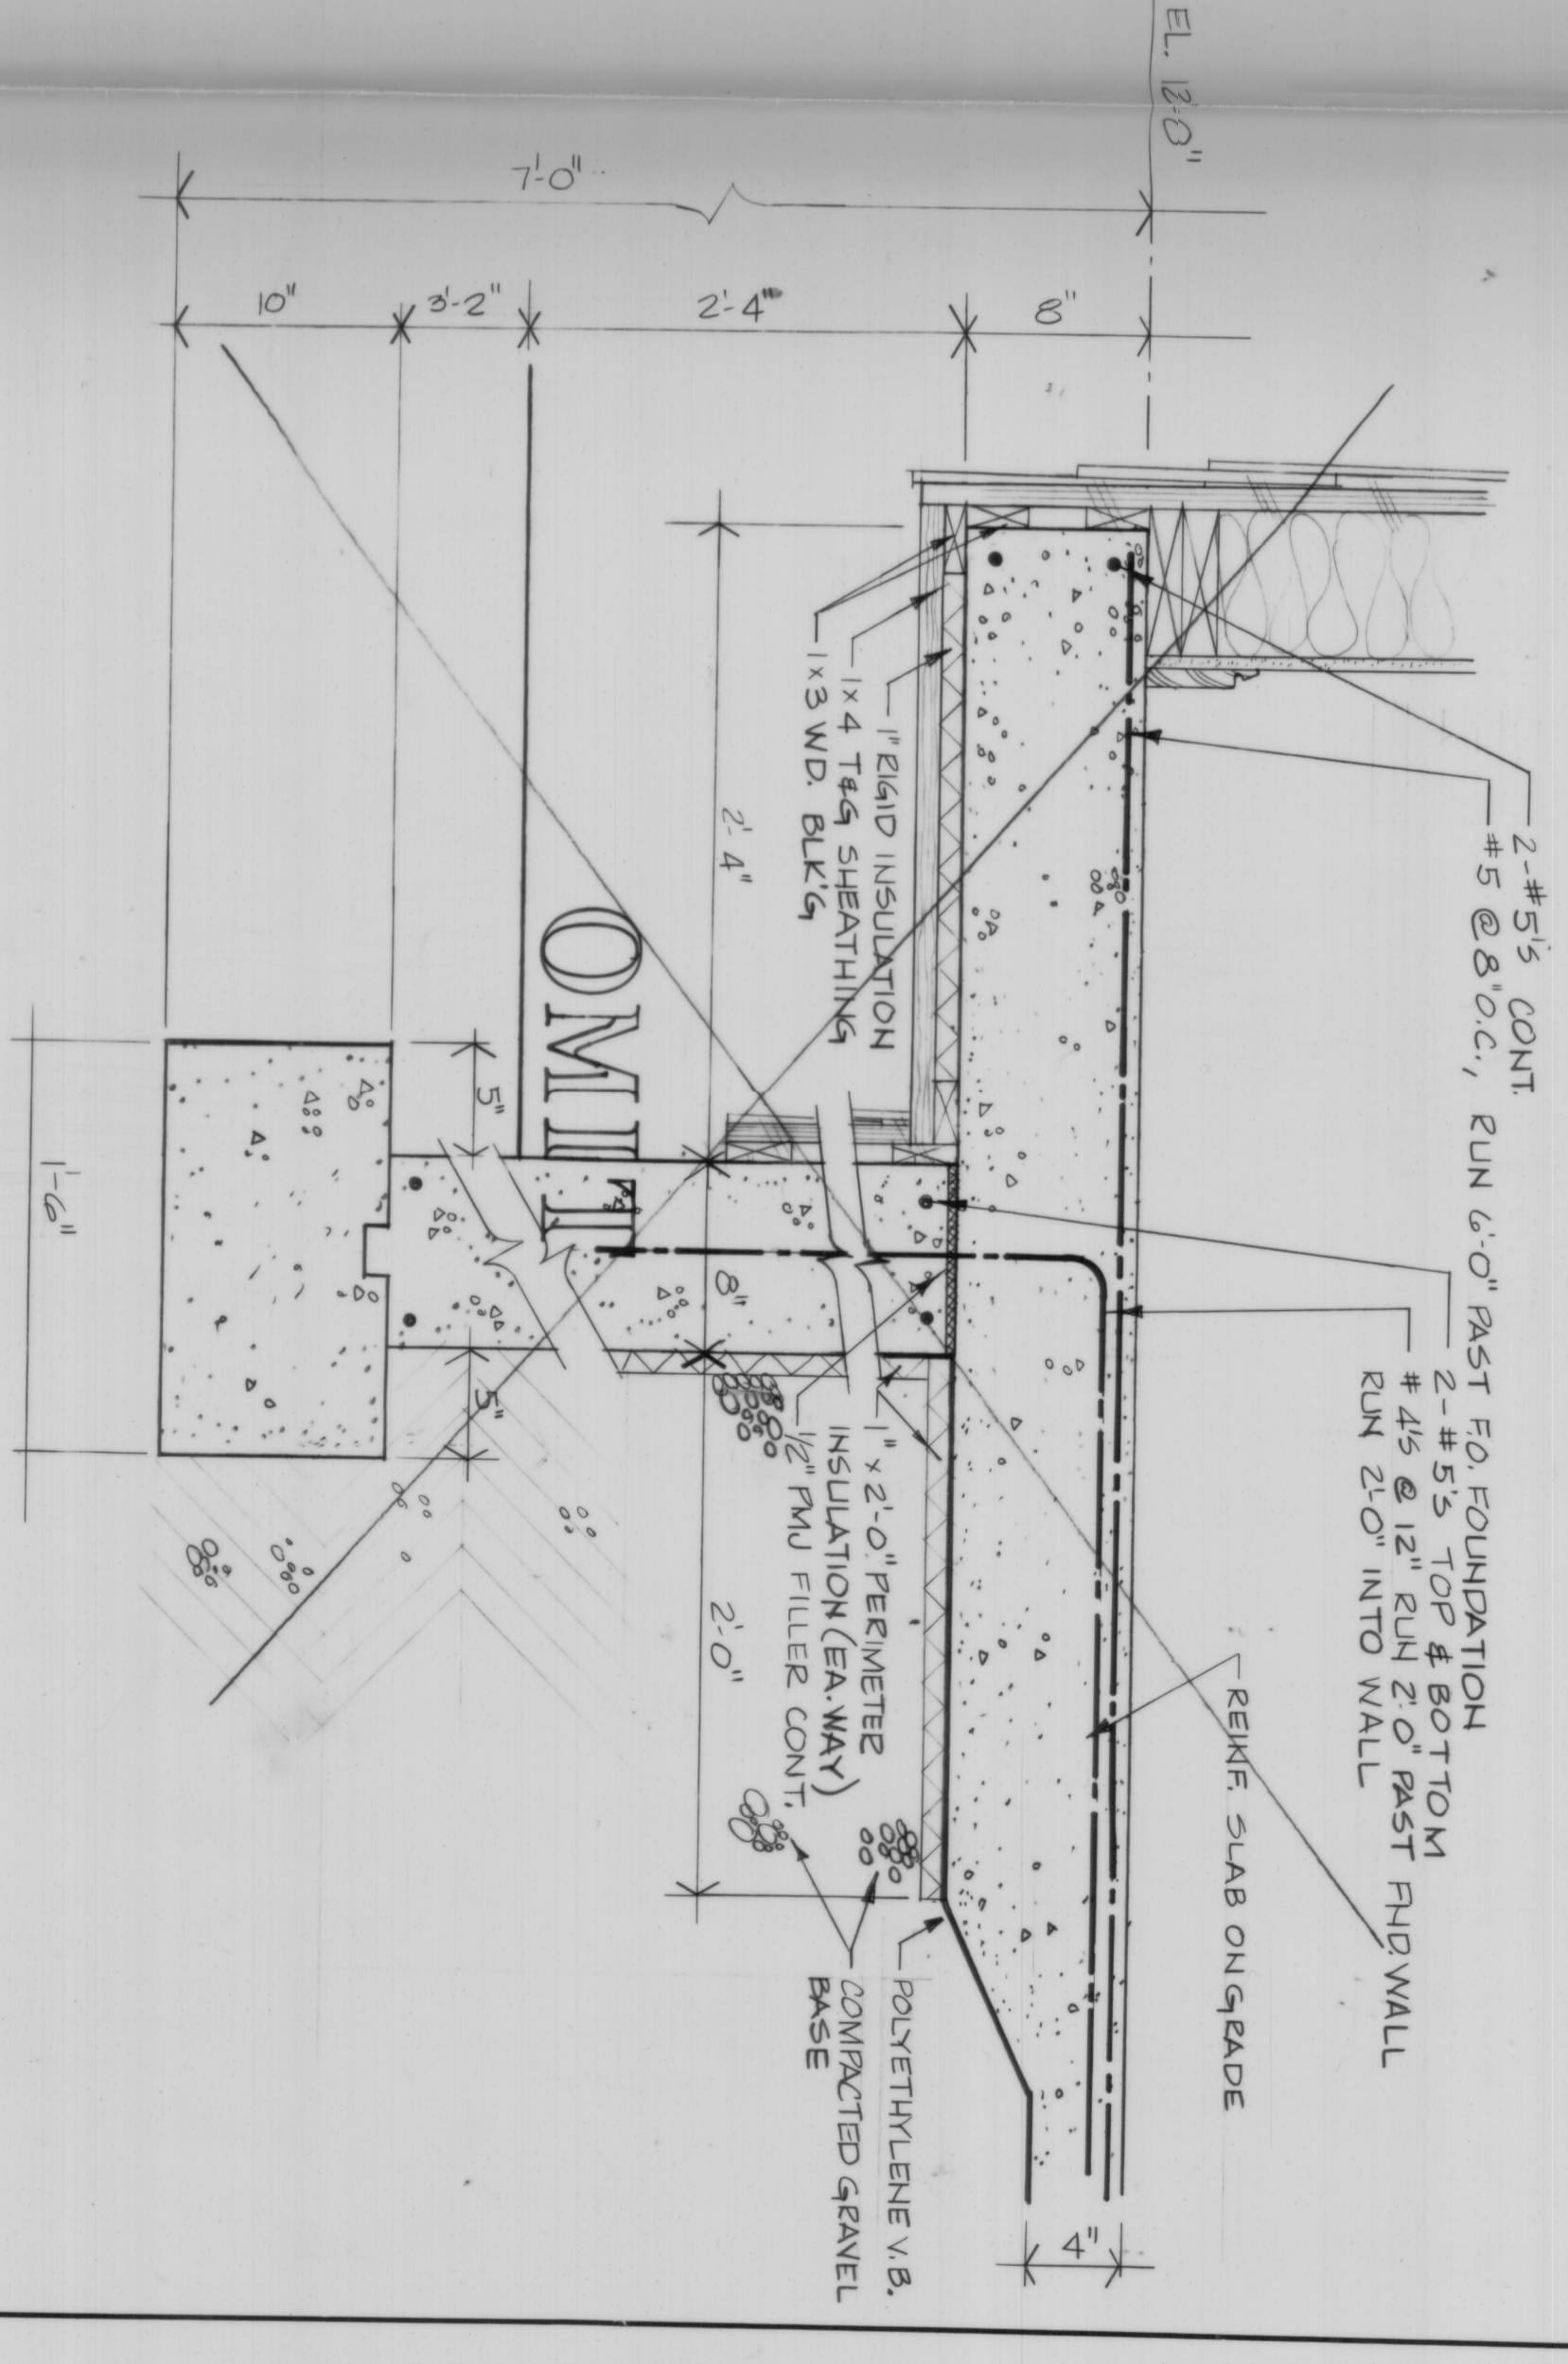 EL. 12'-0"
7'-0"
10"
3'-2"
2'-4"
8"
2-#5'S CONT.
#5 @ 8" O.C., RUN 6'-0" PAST F.O. FOUNDATION
2-#5'S TOP & BOTTOM
#4'S @ 12" RUN 2'-0" PAST FND. WALL
RUN 2'-0" INTO WALL
REINF. SLAB ON GRADE
1" RIGID INSULATION
1x4 T&G SHEATHING
1x3 WD. BLK'G
2'-4"
8"
2'-0"
1" x 2'-0" PERIMETER
INSULATION (EA. WAY)
1/2" PMJ FILLER CONT.
POLYETHYLENE V.B.
COMPACTED GRAVEL
BASE
4"
OMIT
5"
5"
1'-6"